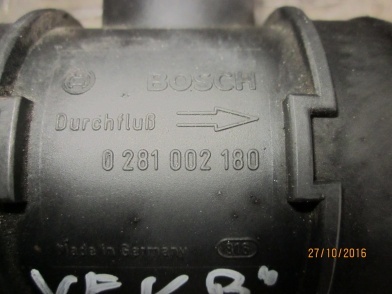 BOSCH
Durchfluß
0 281 002 180
Made in Germany
27/10/2016